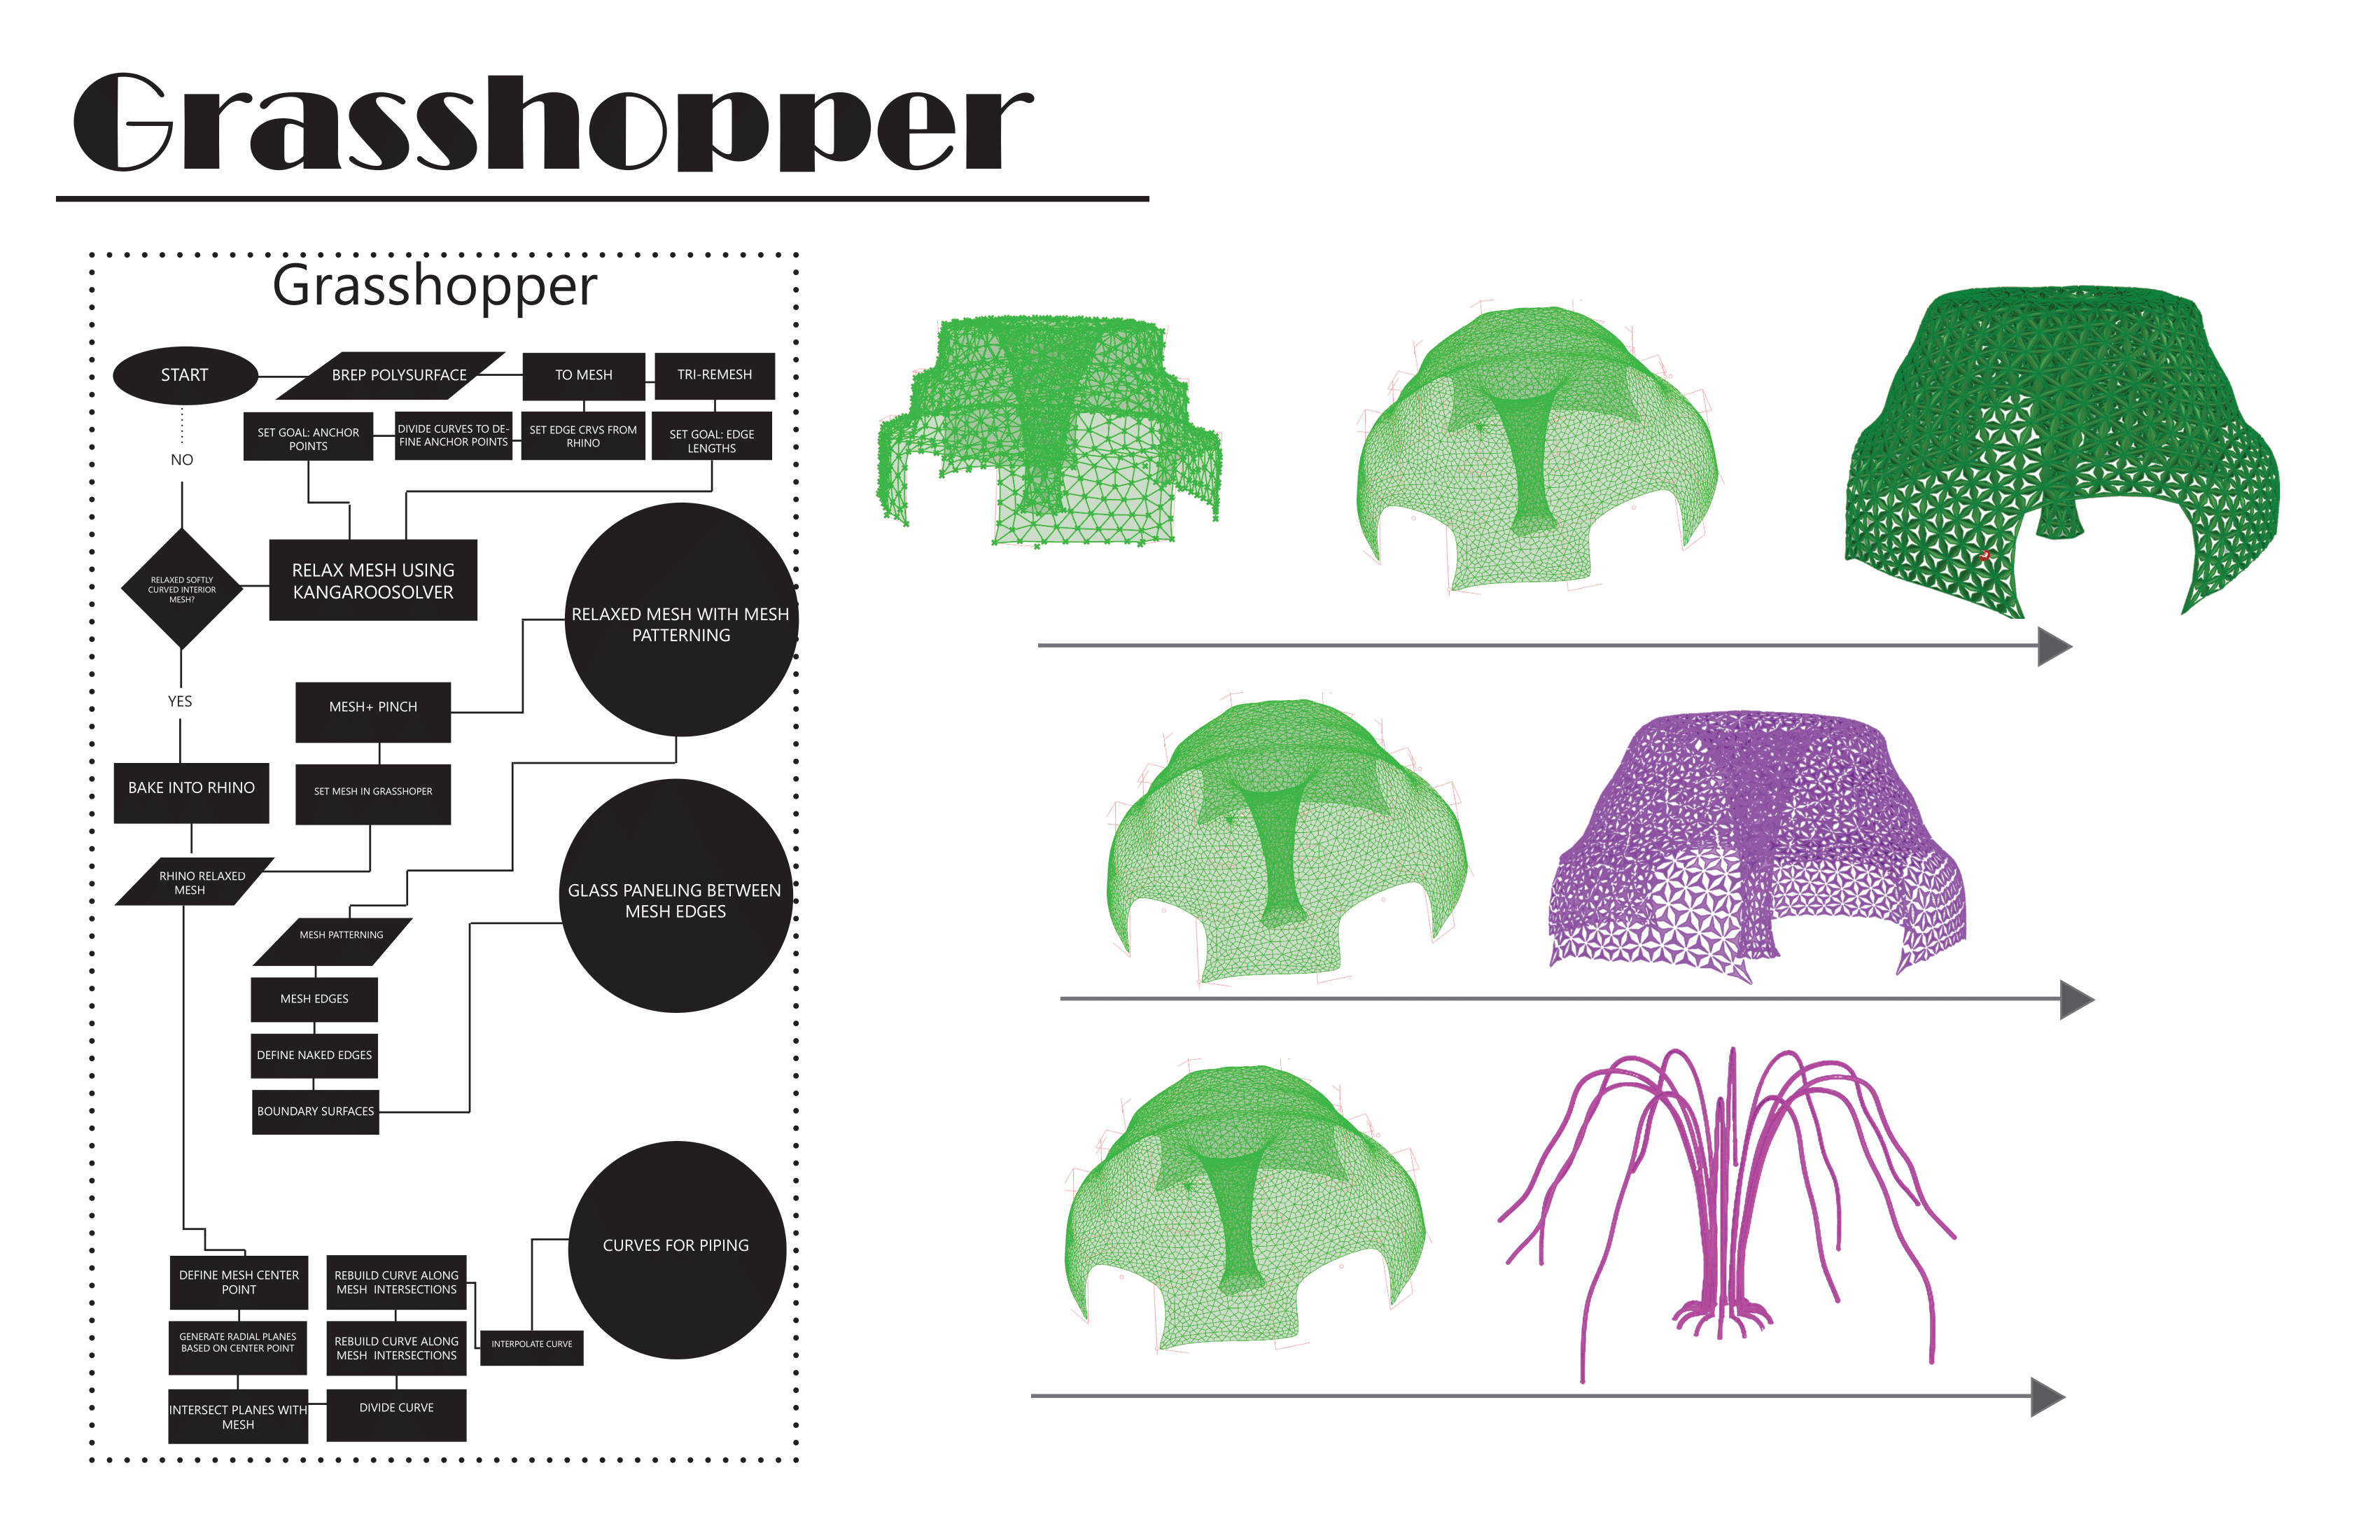 Grasshopper
Grasshopper
START
BREP POLYSURFACE
TO MESH
TRI-REMESH
SET GOAL: ANCHOR
POINTS
DIVIDE CURVES TO DE-
FINE ANCHOR POINTS
SET EDGE CRVS FROM
RHINO
SET GOAL: EDGE
LENGTHS
NO
RELAXED SOFTLY
CURVED INTERIOR
MESH?
RELAX MESH USING
KANGAROOSOLVER
RELAXED MESH WITH MESH
PATTERNING
YES
MESH+ PINCH
BAKE INTO RHINO
SET MESH IN GRASSHOPER
RHINO RELAXED
MESH
GLASS PANELING BETWEEN
MESH EDGES
MESH PATTERNING
MESH EDGES
DEFINE NAKED EDGES
BOUNDARY SURFACES
CURVES FOR PIPING
DEFINE MESH CENTER
POINT
REBUILD CURVE ALONG
MESH  INTERSECTIONS
GENERATE RADIAL PLANES
BASED ON CENTER POINT
REBUILD CURVE ALONG
MESH  INTERSECTIONS
INTERPOLATE CURVE
INTERSECT PLANES WITH
MESH
DIVIDE CURVE